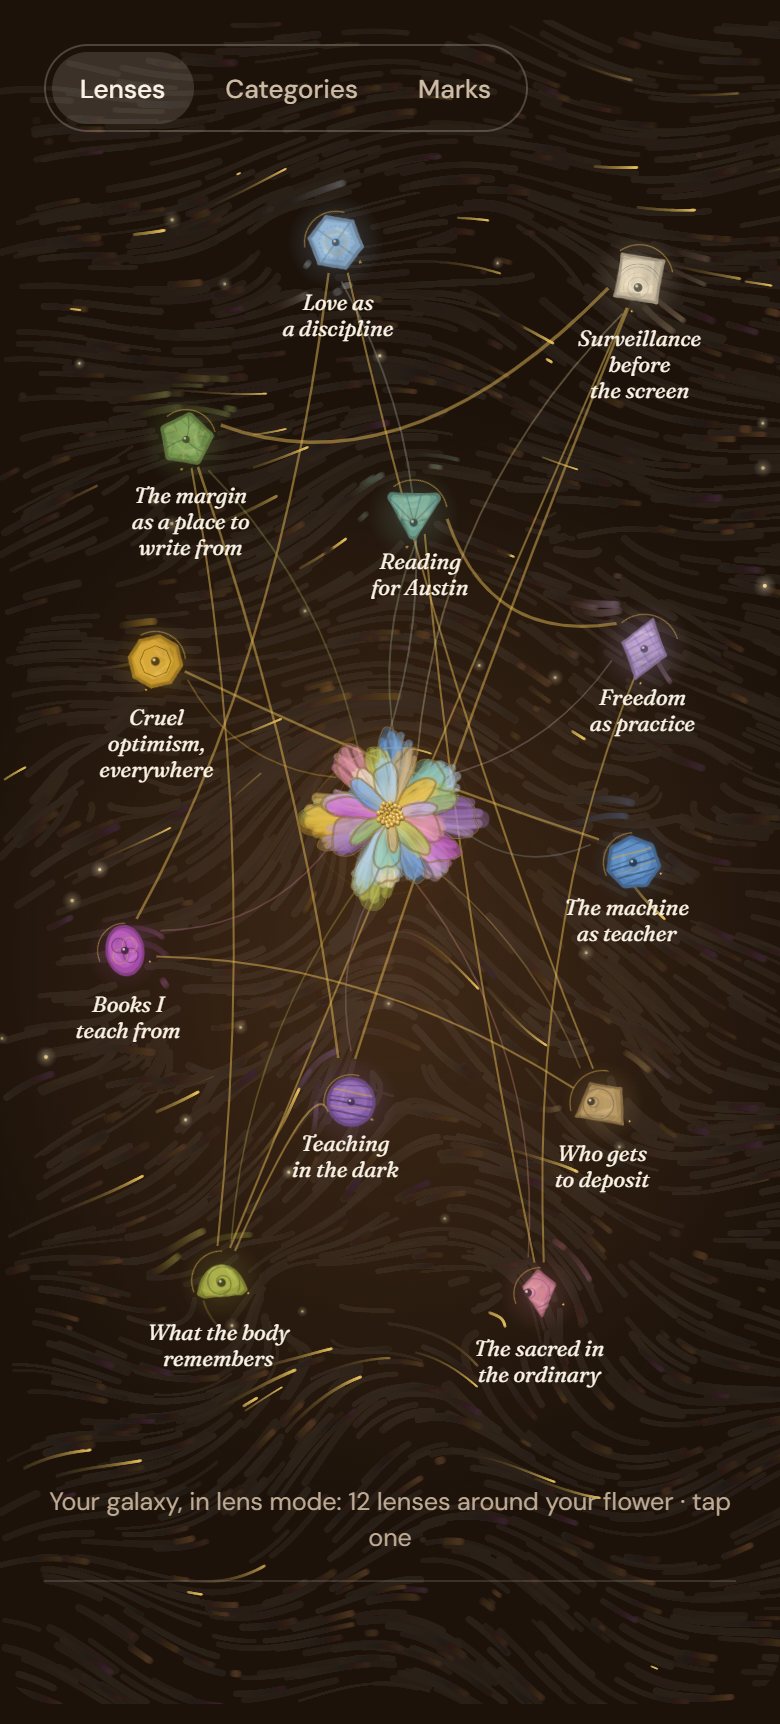 Lenses Categories Marks
Love as
a discipline
Surveillance
before
the screen
The margin
as a place to
write from
Reading
for Austin
Freedom
as practice
Cruel
optimism,
everywhere
The machine
as teacher
Books I
teach from
Teaching
in the dark
Who gets
to deposit
What the body
remembers
The sacred in
the ordinary
Your galaxy, in lens mode: 12 lenses around your flower · tap
one